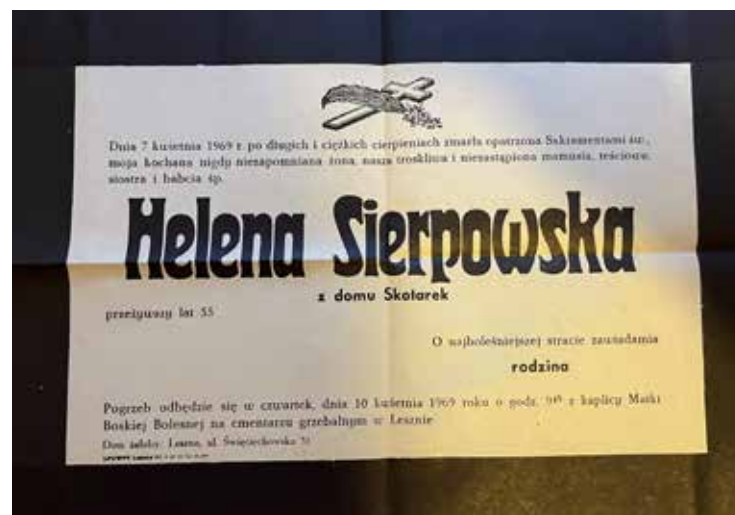 Dnia 7 kwietnia 1969 r. po długich i ciężkich cierpieniach zmarła opatrzona Sakramentami św.,
moja kochana nigdy niezapomniana żona, nasza troskliwa i niezastąpiona mamusia, teściowa,
siostra i babcia śp.
Helena Sierpowska
z domu Skotarek
przeżywszy lat 55
O najboleśniejszej stracie zawiadamia
rodzina
Pogrzeb odbędzie się w czwartek, dnia 10 kwietnia 1969 roku o godz. z kaplicy Matki
Boskiej Bolesnej na cmentarzu grzebalnym w Lesznie.
Dom żałoby: Leszno, ul. Święciechowska